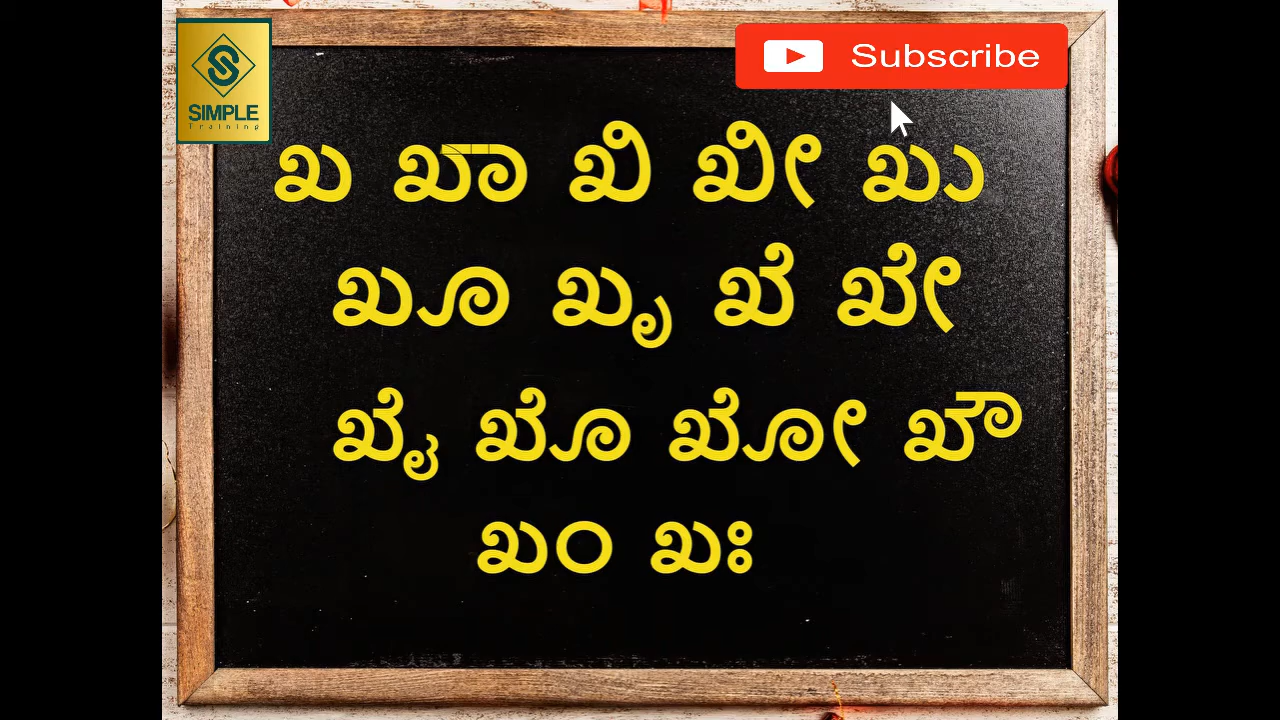 SIMPLE
Training
Subscribe
ಖ ಖಾ ಖಿ ಖೀ ಖು
ಖೂ ಖೃ ಖೆ ಖೇ
ಖೈ ಖೊ ಖೋ ಖೌ
ಖಂ ಖಃ